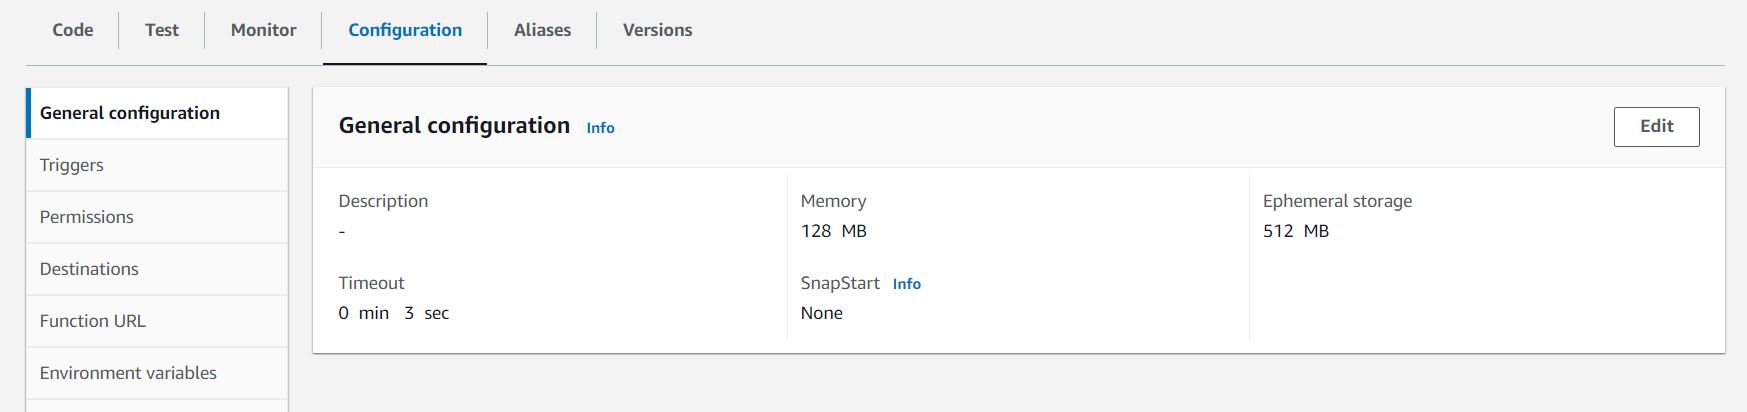 Code Test Monitor Configuration Aliases Versions
General configuration
Triggers
Permissions
Destinations
Function URL
Environment variables
General configuration Info
Edit
Description
-
Memory
128 MB
Ephemeral storage
512 MB
Timeout
0 min 3 sec
SnapStart Info
None